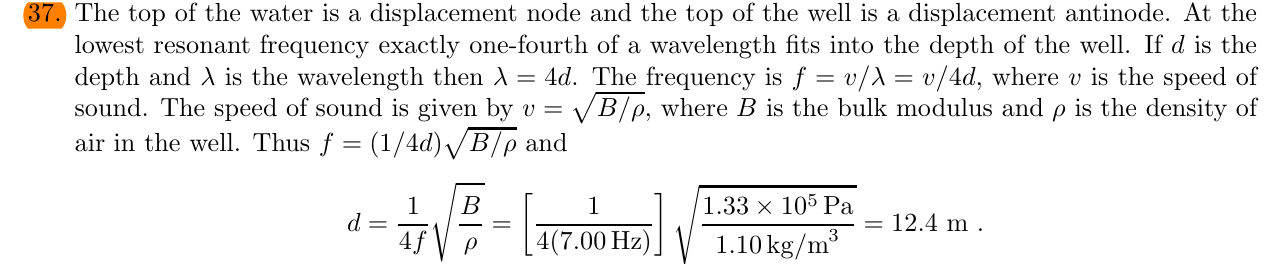 37. The top of the water is a displacement node and the top of the well is a displacement antinode. At the
lowest resonant frequency exactly one-fourth of a wavelength fits into the depth of the well. If d is the
depth and λ is the wavelength then λ = 4d. The frequency is f = v/λ = v/4d, where v is the speed of
sound. The speed of sound is given by v = √B/ρ, where B is the bulk modulus and ρ is the density of
air in the well. Thus f = (1/4d)√B/ρ and
d = 1/4f √B/ρ = [1/4(7.00 Hz)] √1.33 × 10⁵ Pa/1.10 kg/m³ = 12.4 m .